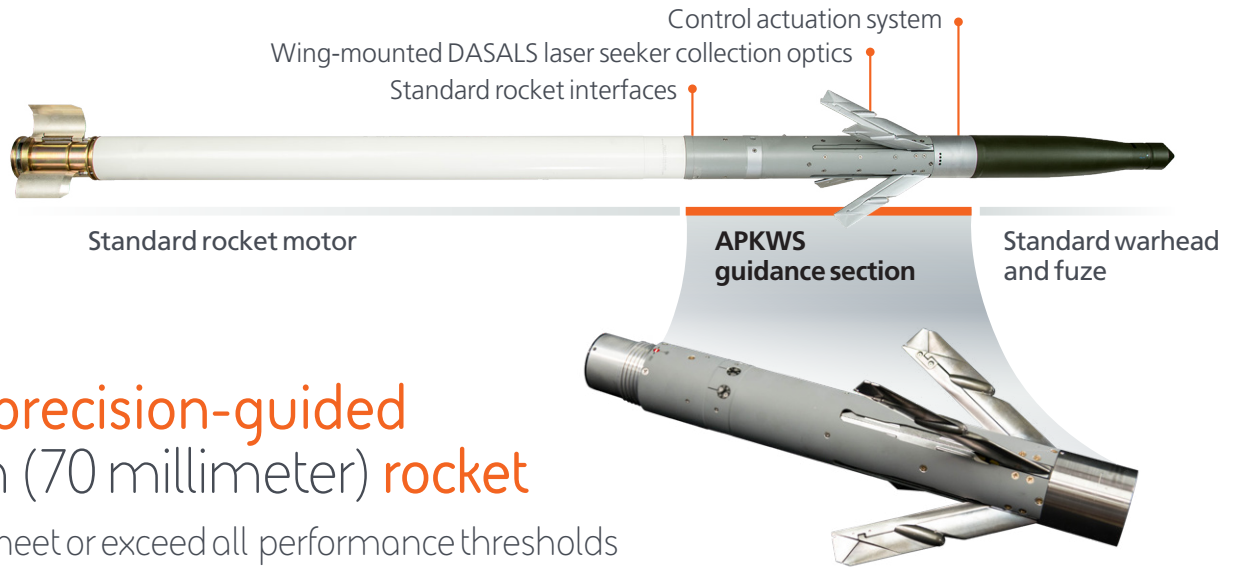 Control actuation system
Wing-mounted DASALS laser seeker collection optics
Standard rocket interfaces
Standard rocket motor
APKWS
guidance section
Standard warhead
and fuze
precision-guided
(70 millimeter) rocket
meet or exceed all performance thresholds